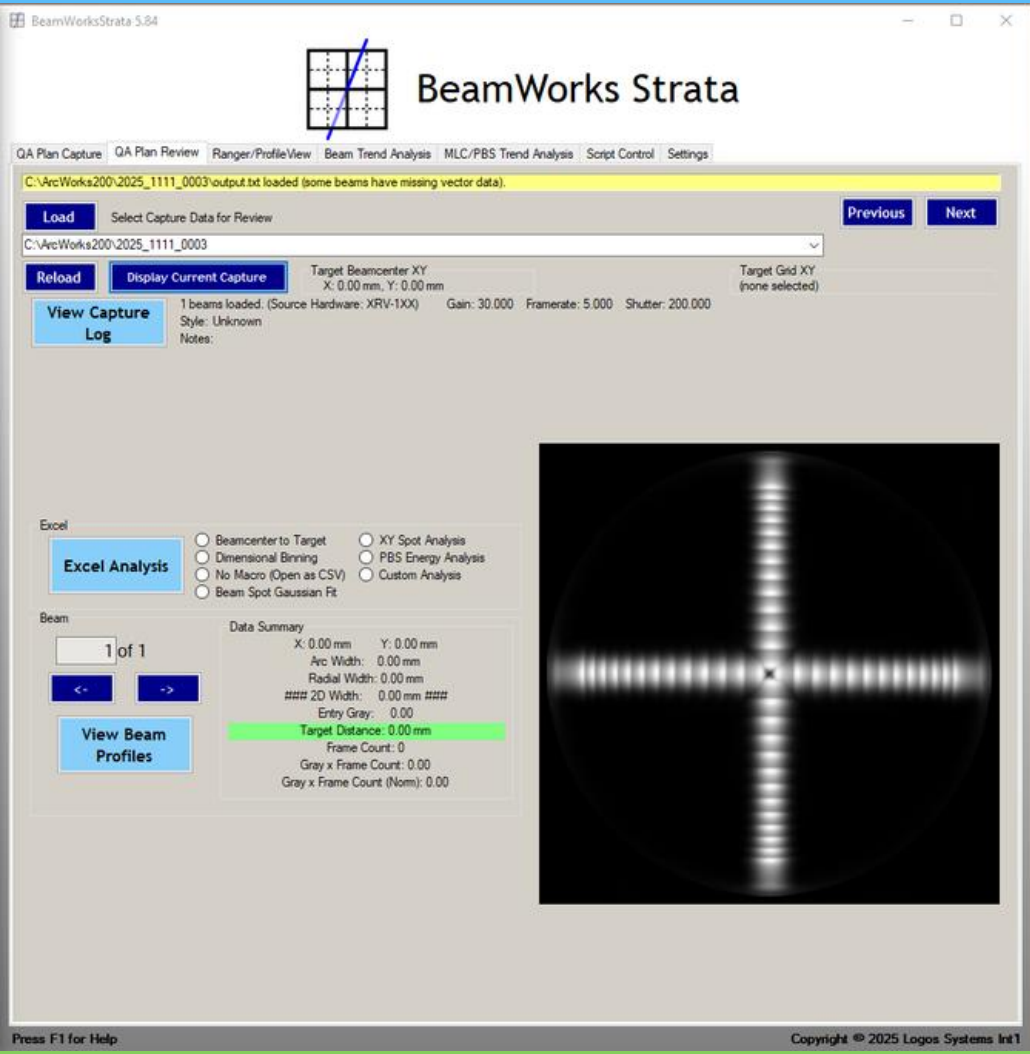 BeamWorksStrata 5.84
BeamWorks Strata
QA Plan Capture QA Plan Review Ranger/ProfileView Beam Trend Analysis MLC/PBS Trend Analysis Script Control Settings
C:\ArcWorks200\2025_1111_0003\output.txt loaded (some beams have missing vector data).
Load Select Capture Data for Review Previous Next
C:\ArcWorks200\2025_1111_0003
Reload Display Current Capture Target Beamcenter XY Target Grid XY
X: 0.00 mm, Y: 0.00 mm (none selected)
View Capture Log
1 beams loaded. (Source Hardware: XRV-1XX) Gain: 30.000 Framerate: 5.000 Shutter: 200.000
Style: Unknown
Notes:
Excel
Excel Analysis
Beamcenter to Target XY Spot Analysis
Dimensional Binning PBS Energy Analysis
No Macro (Open as CSV) Custom Analysis
Beam Spot Gaussian Fit
Beam
1 of 1
<- ->
View Beam
Profiles
Data Summary
X: 0.00 mm Y: 0.00 mm
Arc Width: 0.00 mm
Radial Width: 0.00 mm
### 2D Width: 0.00 mm ###
Entry Gray: 0.00
Target Distance: 0.00 mm
Frame Count: 0
Gray x Frame Count: 0.00
Gray x Frame Count (Norm): 0.00
Press F1 for Help Copyright © 2025 Logos Systems Int'l